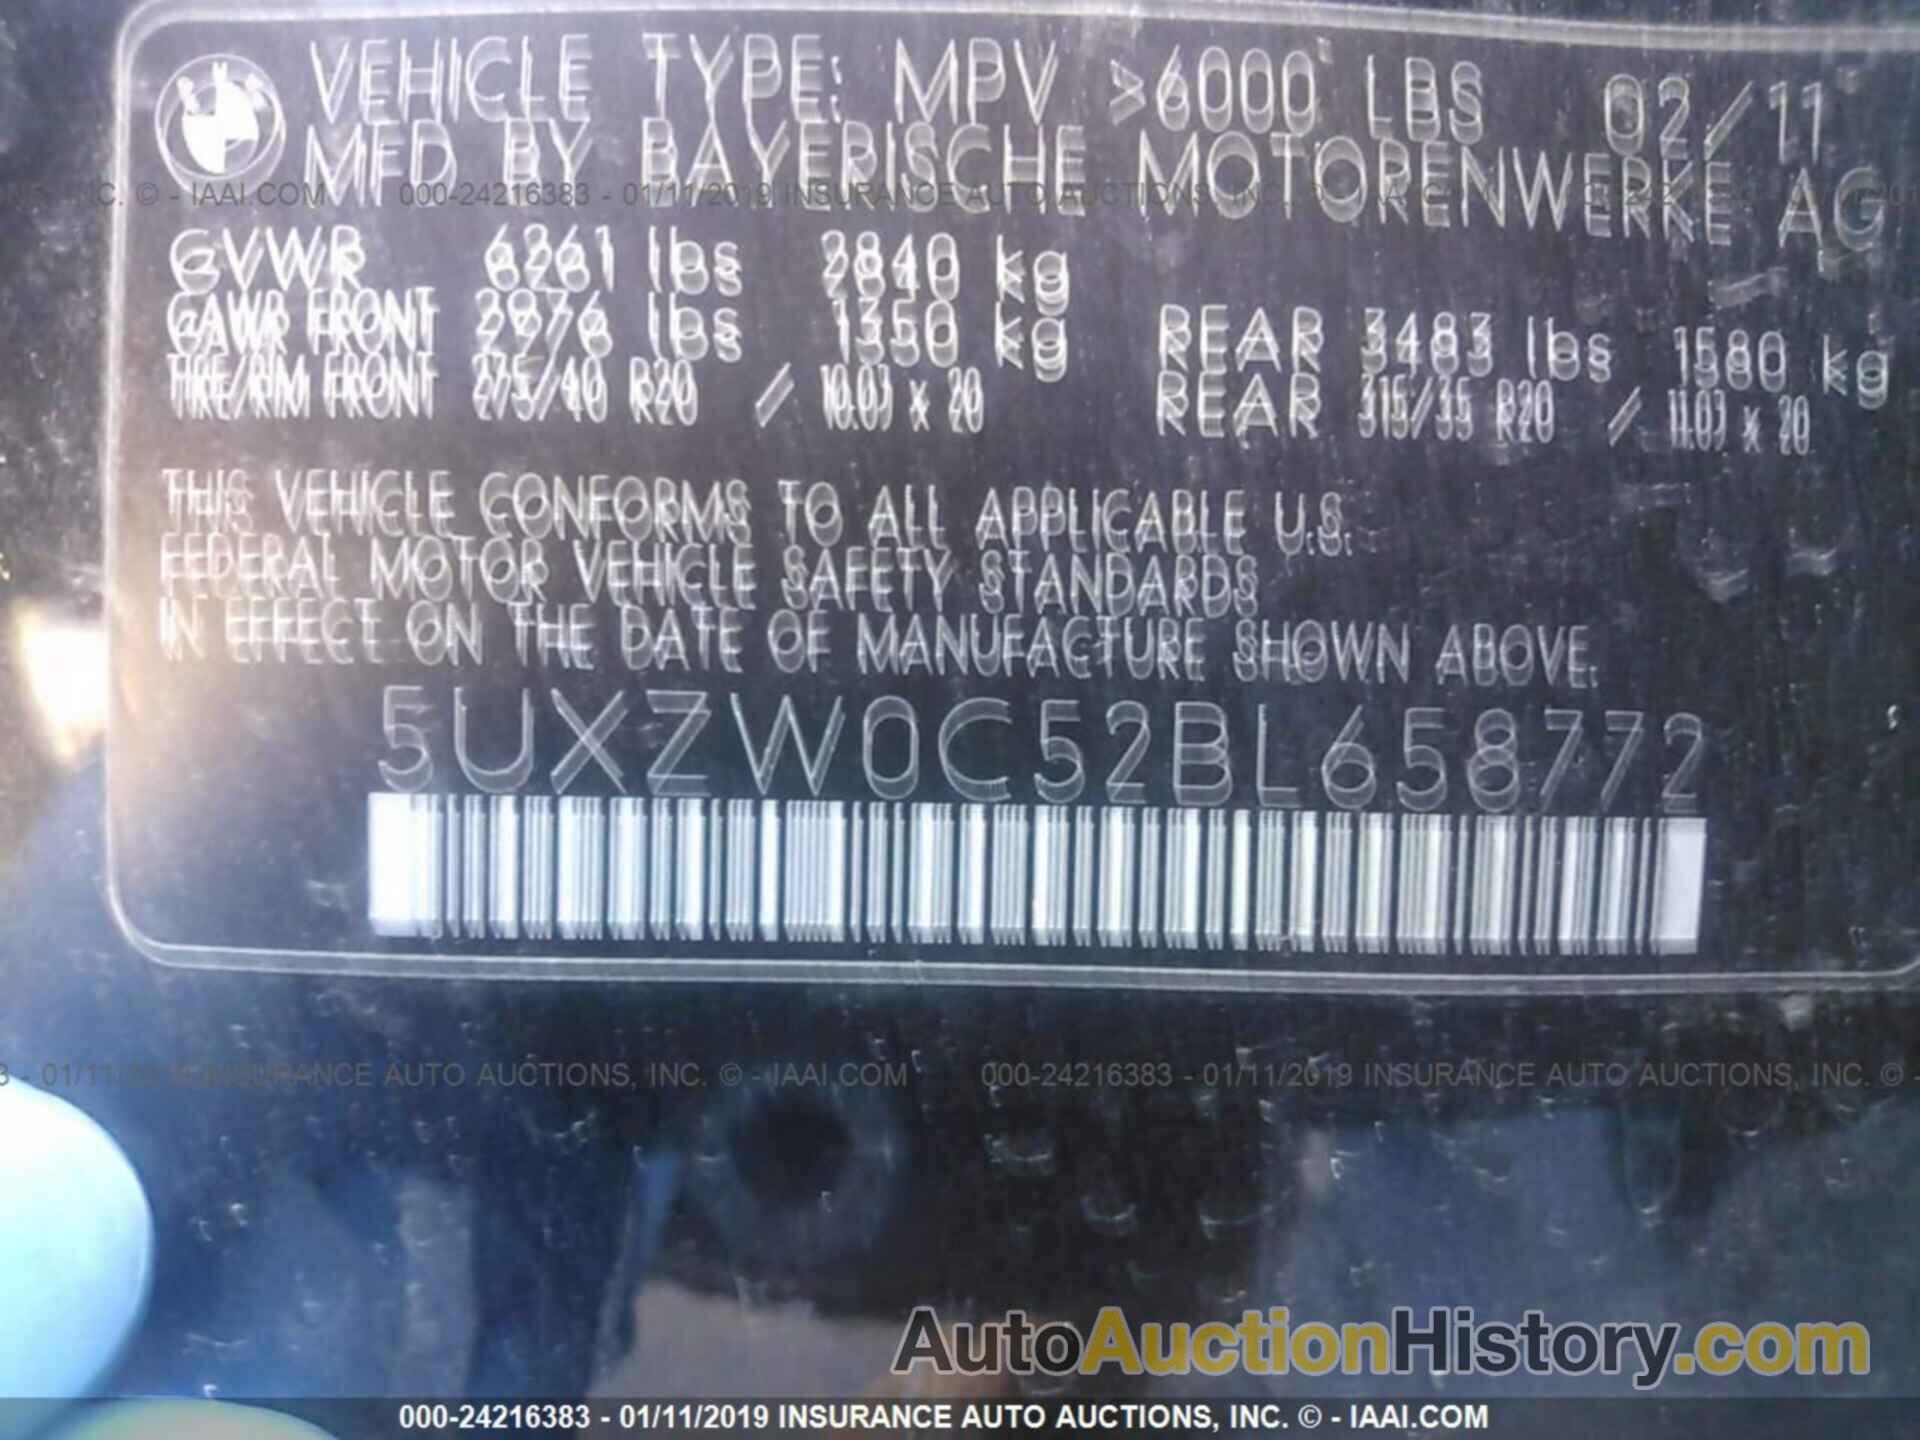 VEHICLE TYPE: MPV >6000 LBS 02/11
MFD BY BAYERISCHE MOTORENWERKE AG
000-24216383 - 01/11/2019 INSURANCE AUTO AUCTIONS
INC. © - IAAI.COM
GVWR 6261 lbs 2840 kg
GAWR FRONT 2976 lbs 1350 kg REAR 3483 lbs 1580 kg
TIRE/RIM FRONT 275/40 R20 / 10.0J x 20 REAR 315/35 R20 / 11.0J x 20
THIS VEHICLE CONFORMS TO ALL APPLICABLE U.S.
FEDERAL MOTOR VEHICLE SAFETY STANDARDS
IN EFFECT ON THE DATE OF MANUFACTURE SHOWN ABOVE.
5UXZW0C52BL658772
3 - 01/11/2019 INSURANCE AUTO AUCTIONS, INC. © - IAAI.COM 000-24216383 - 01/11/2019 INSURANCE AUTO AUCTIONS, INC. © -
AutoAuctionHistory.com
000-24216383 - 01/11/2019 INSURANCE AUTO AUCTIONS, INC. © - IAAI.COM